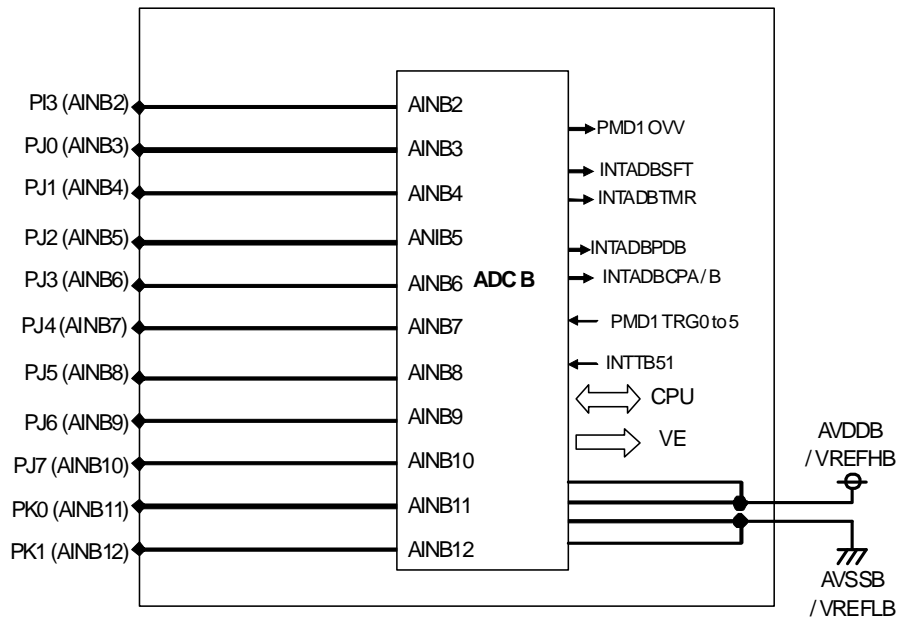 PI3 (AINB2)
PJ0 (AINB3)
PJ1 (AINB4)
PJ2 (AINB5)
PJ3 (AINB6)
PJ4 (AINB7)
PJ5 (AINB8)
PJ6 (AINB9)
PJ7 (AINB10)
PK0 (AINB11)
PK1 (AINB12)
AINB2
AINB3
AINB4
ANIB5
AINB6
AINB7
AINB8
AINB9
AINB10
AINB11
AINB12
ADC B
PMD1 OVV
INTADBSFT
INTADBTMR
INTADBPDB
INTADBCPA / B
PMD1 TRG0 to 5
INTTB51
CPU
VE
AVDDB
/ VREFHB
AVSSB
/ VREFLB